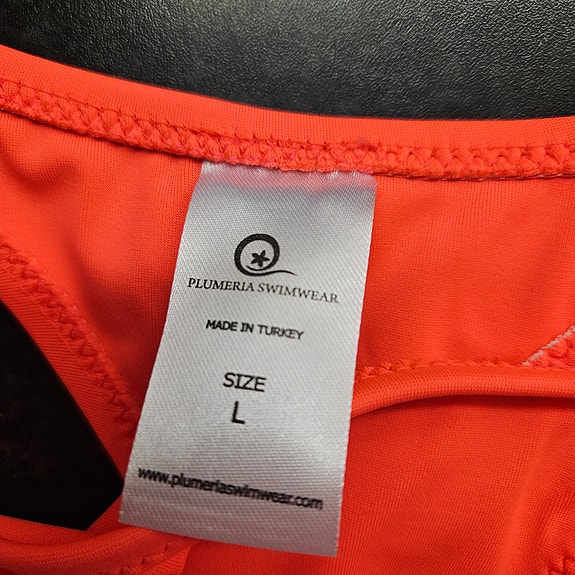 PLUMERIA SWIMWEAR
MADE IN TURKEY
SIZE
L
www.plumeriaswimwear.com